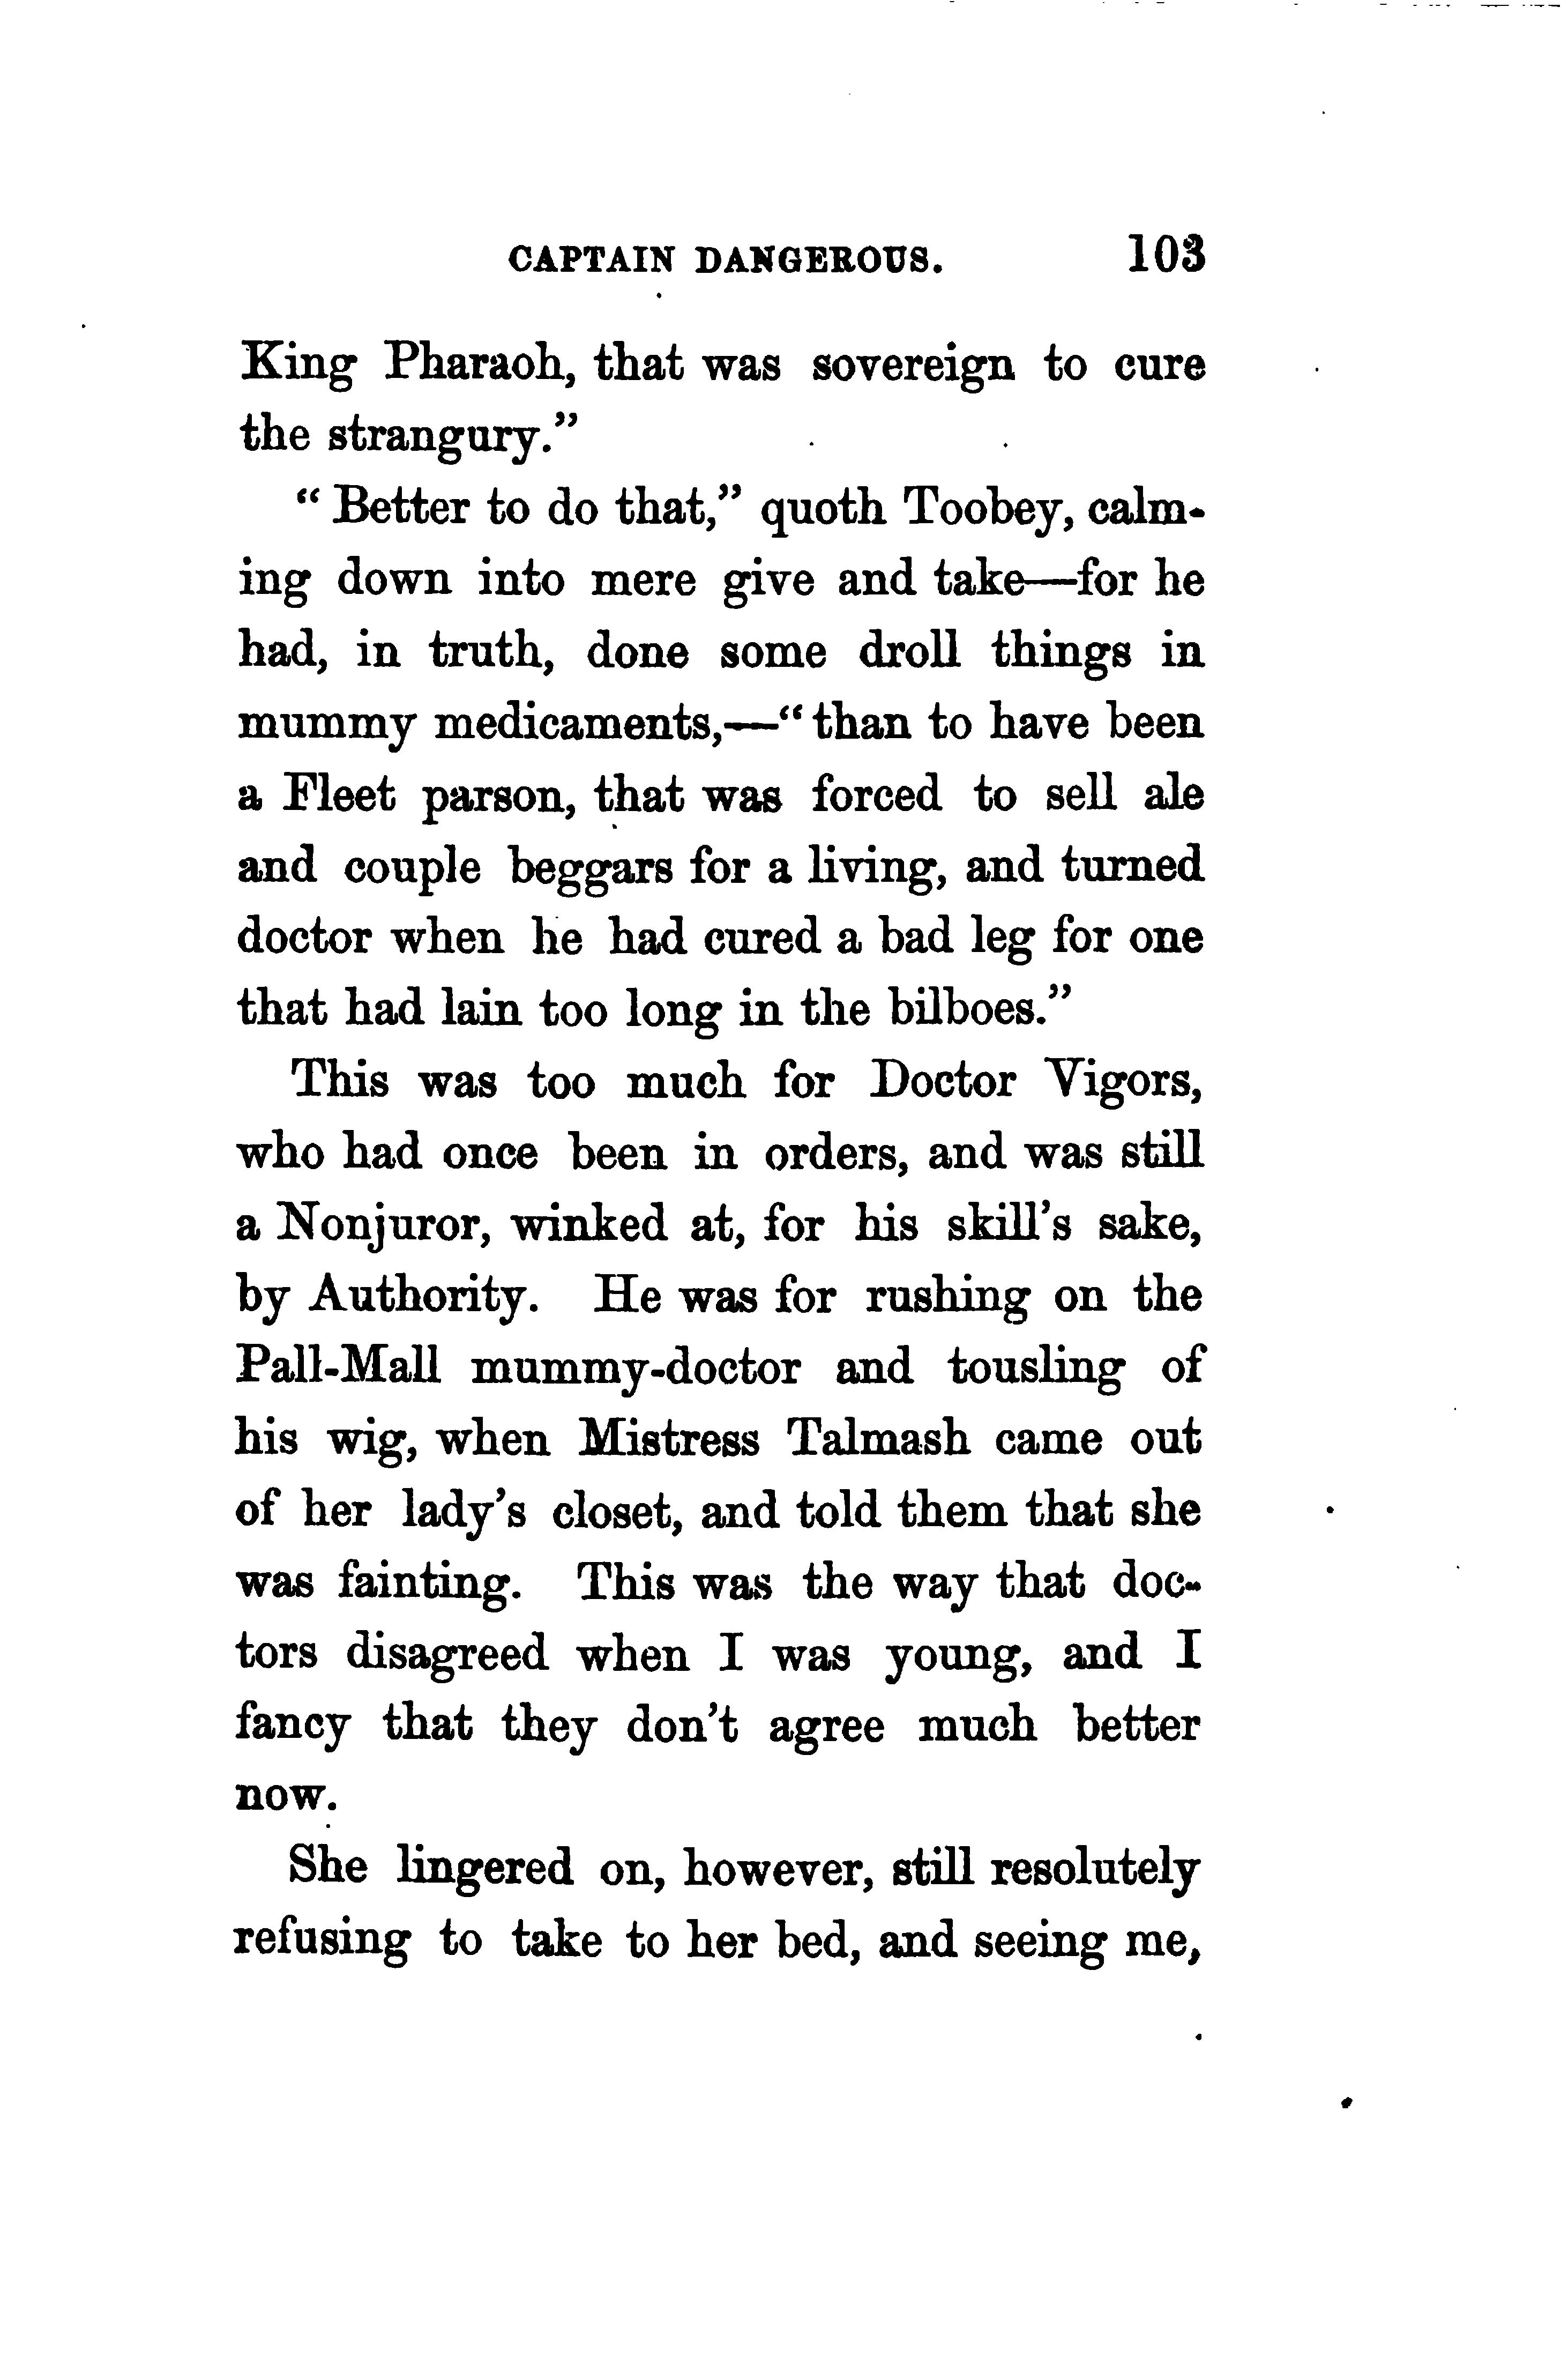 CAPTAIN DANGEROUS. 103
King Pharaoh, that was sovereign to cure
the strangury."
"Better to do that," quoth Toobey, calm-
ing down into mere give and take—for he
had, in truth, done some droll things in
mummy medicaments,—"than to have been
a Fleet parson, that was forced to sell ale
and couple beggars for a living, and turned
doctor when he had cured a bad leg for one
that had lain too long in the bilboes."
This was too much for Doctor Vigors,
who had once been in orders, and was still
a Nonjuror, winked at, for his skill's sake,
by Authority. He was for rushing on the
Pall-Mall mummy-doctor and tousling of
his wig, when Mistress Talmash came out
of her lady's closet, and told them that she
was fainting. This was the way that doc-
tors disagreed when I was young, and I
fancy that they don't agree much better
now.
She lingered on, however, still resolutely
refusing to take to her bed, and seeing me,